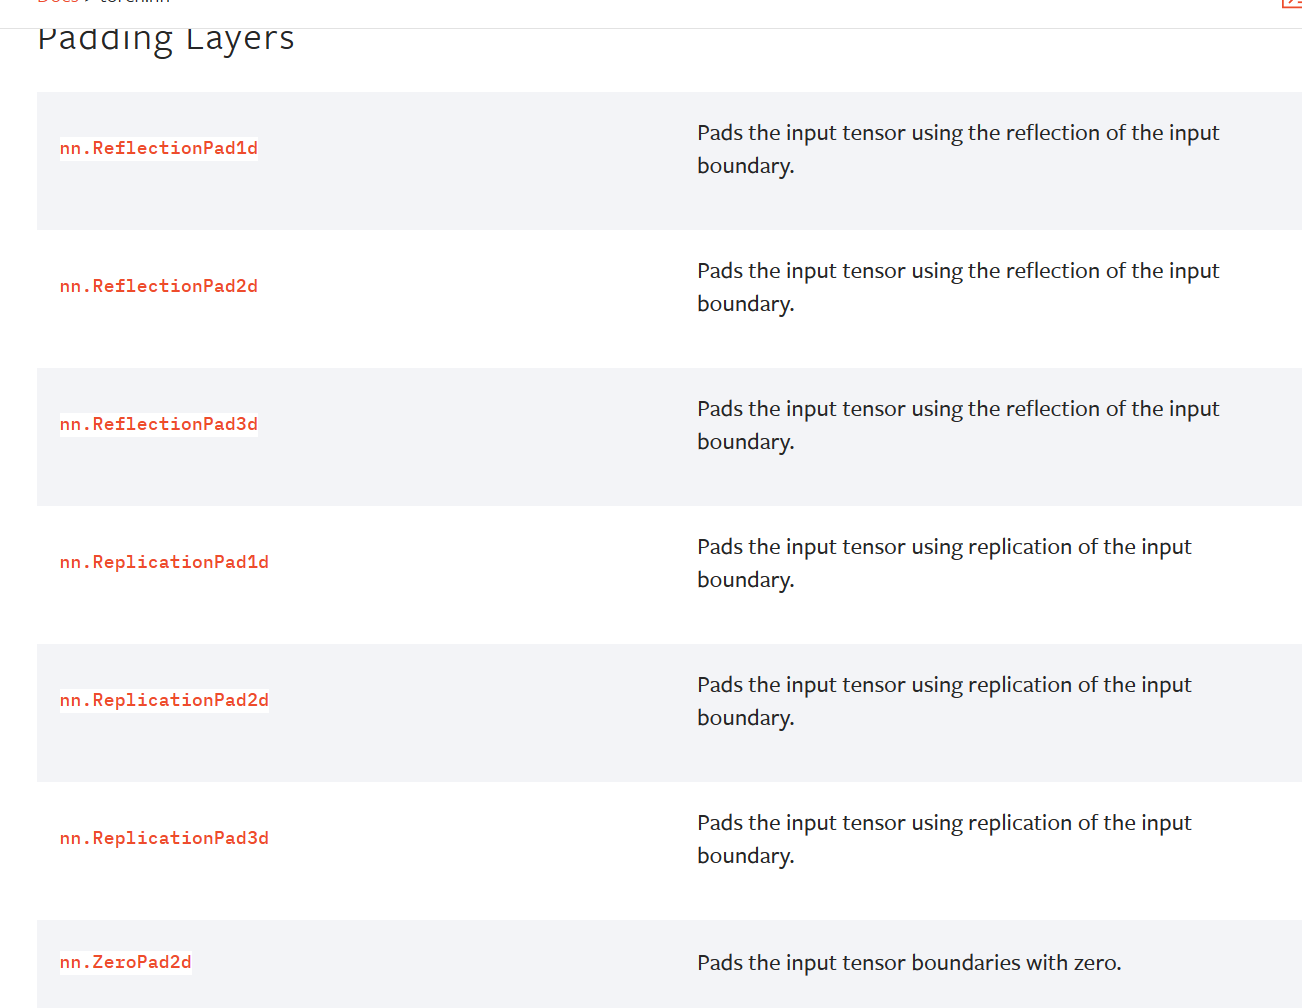 Padding Layers
nn.ReflectionPad1d
Pads the input tensor using the reflection of the input
boundary.
nn.ReflectionPad2d
Pads the input tensor using the reflection of the input
boundary.
nn.ReflectionPad3d
Pads the input tensor using the reflection of the input
boundary.
nn.ReplicationPad1d
Pads the input tensor using replication of the input
boundary.
nn.ReplicationPad2d
Pads the input tensor using replication of the input
boundary.
nn.ReplicationPad3d
Pads the input tensor using replication of the input
boundary.
nn.ZeroPad2d
Pads the input tensor boundaries with zero.